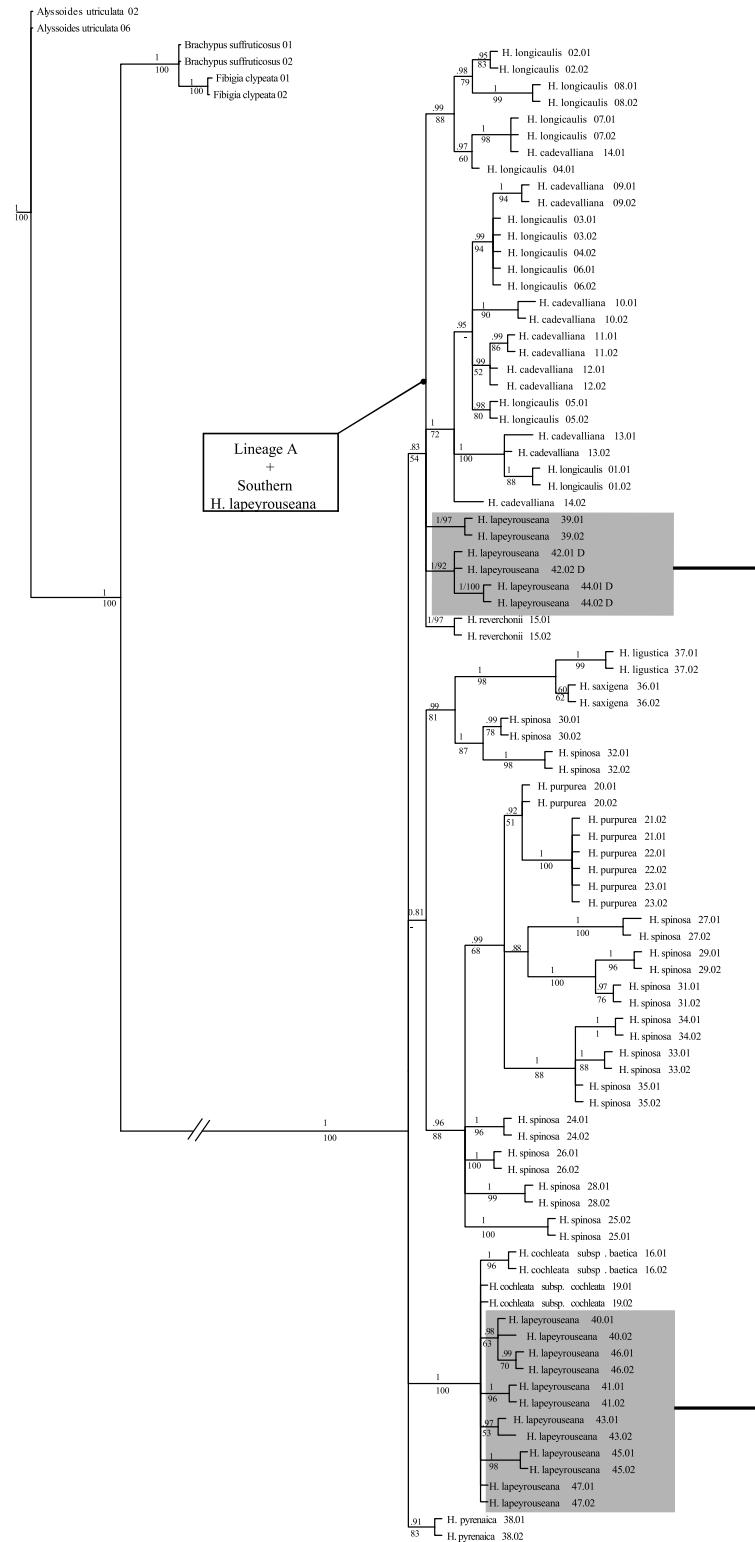 Alyssoides utriculata 02
Alyssoides utriculata 06
Brachypus suffruticosus 01
1
100
Brachypus suffruticosus 02
Fibigia clypeata 01
1
100
Fibigia clypeata 02
H. longicaulis 02.01
.95
83
H. longicaulis 02.02
.98
79
H. longicaulis 08.01
1
99
H. longicaulis 08.02
.99
88
H. longicaulis 07.01
1
98
H. longicaulis 07.02
H. cadevalliana 14.01
.97
60
H. longicaulis 04.01
H. cadevalliana 09.01
1
94
H. cadevalliana 09.02
1
100
H. longicaulis 03.01
H. longicaulis 03.02
.99
94
H. longicaulis 04.02
H. longicaulis 06.01
H. longicaulis 06.02
H. cadevalliana 10.01
1
90
H. cadevalliana 10.02
.95
-
H. cadevalliana 11.01
.99
86
H. cadevalliana 11.02
.99
52
H. cadevalliana 12.01
H. cadevalliana 12.02
H. longicaulis 05.01
.98
80
H. longicaulis 05.02
1
72
H. cadevalliana 13.01
H. cadevalliana 13.02
1
100
H. longicaulis 01.01
1
88
H. longicaulis 01.02
H. cadevalliana 14.02
Lineage A
+
Southern
H. lapeyrouseana
.83
54
H. lapeyrouseana 39.01
1/97
H. lapeyrouseana 39.02
H. lapeyrouseana 42.01 D
1/92
H. lapeyrouseana 42.02 D
H. lapeyrouseana 44.01 D
1/100
H. lapeyrouseana 44.02 D
1
100
H. reverchonii 15.01
1/97
H. reverchonii 15.02
H. ligustica 37.01
1
99
H. ligustica 37.02
1
98
H. saxigena 36.01
.60
62
H. saxigena 36.02
.99
81
H. spinosa 30.01
.99
78
H. spinosa 30.02
1
87
H. spinosa 32.01
1
98
H. spinosa 32.02
H. purpurea 20.01
H. purpurea 20.02
.92
51
H. purpurea 21.02
H. purpurea 21.01
H. purpurea 22.01
1
100
H. purpurea 22.02
H. purpurea 23.01
H. purpurea 23.02
0.81
-
H. spinosa 27.01
1
100
H. spinosa 27.02
.99
68
.88
H. spinosa 29.01
1
96
H. spinosa 29.02
1
100
H. spinosa 31.01
.97
76
H. spinosa 31.02
H. spinosa 34.01
1
1
H. spinosa 34.02
H. spinosa 33.01
1
88
H. spinosa 33.02
1
88
H. spinosa 35.01
H. spinosa 35.02
1
100
.96
88
H. spinosa 24.01
1
96
H. spinosa 24.02
H. spinosa 26.01
1
100
H. spinosa 26.02
H. spinosa 28.01
1
99
H. spinosa 28.02
H. spinosa 25.02
1
100
H. spinosa 25.01
H. cochleata subsp . baetica 16.01
1
96
H. cochleata subsp . baetica 16.02
H. cochleata subsp. cochleata 19.01
H. cochleata subsp. cochleata 19.02
H. lapeyrouseana 40.01
.98
63
H. lapeyrouseana 40.02
H. lapeyrouseana 46.01
.99
70
H. lapeyrouseana 46.02
1
100
H. lapeyrouseana 41.01
1
96
H. lapeyrouseana 41.02
H. lapeyrouseana 43.01
.97
53
H. lapeyrouseana 43.02
H. lapeyrouseana 45.01
1
98
H. lapeyrouseana 45.02
H. lapeyrouseana 47.01
H. lapeyrouseana 47.02
H. pyrenaica 38.01
.91
83
H. pyrenaica 38.02